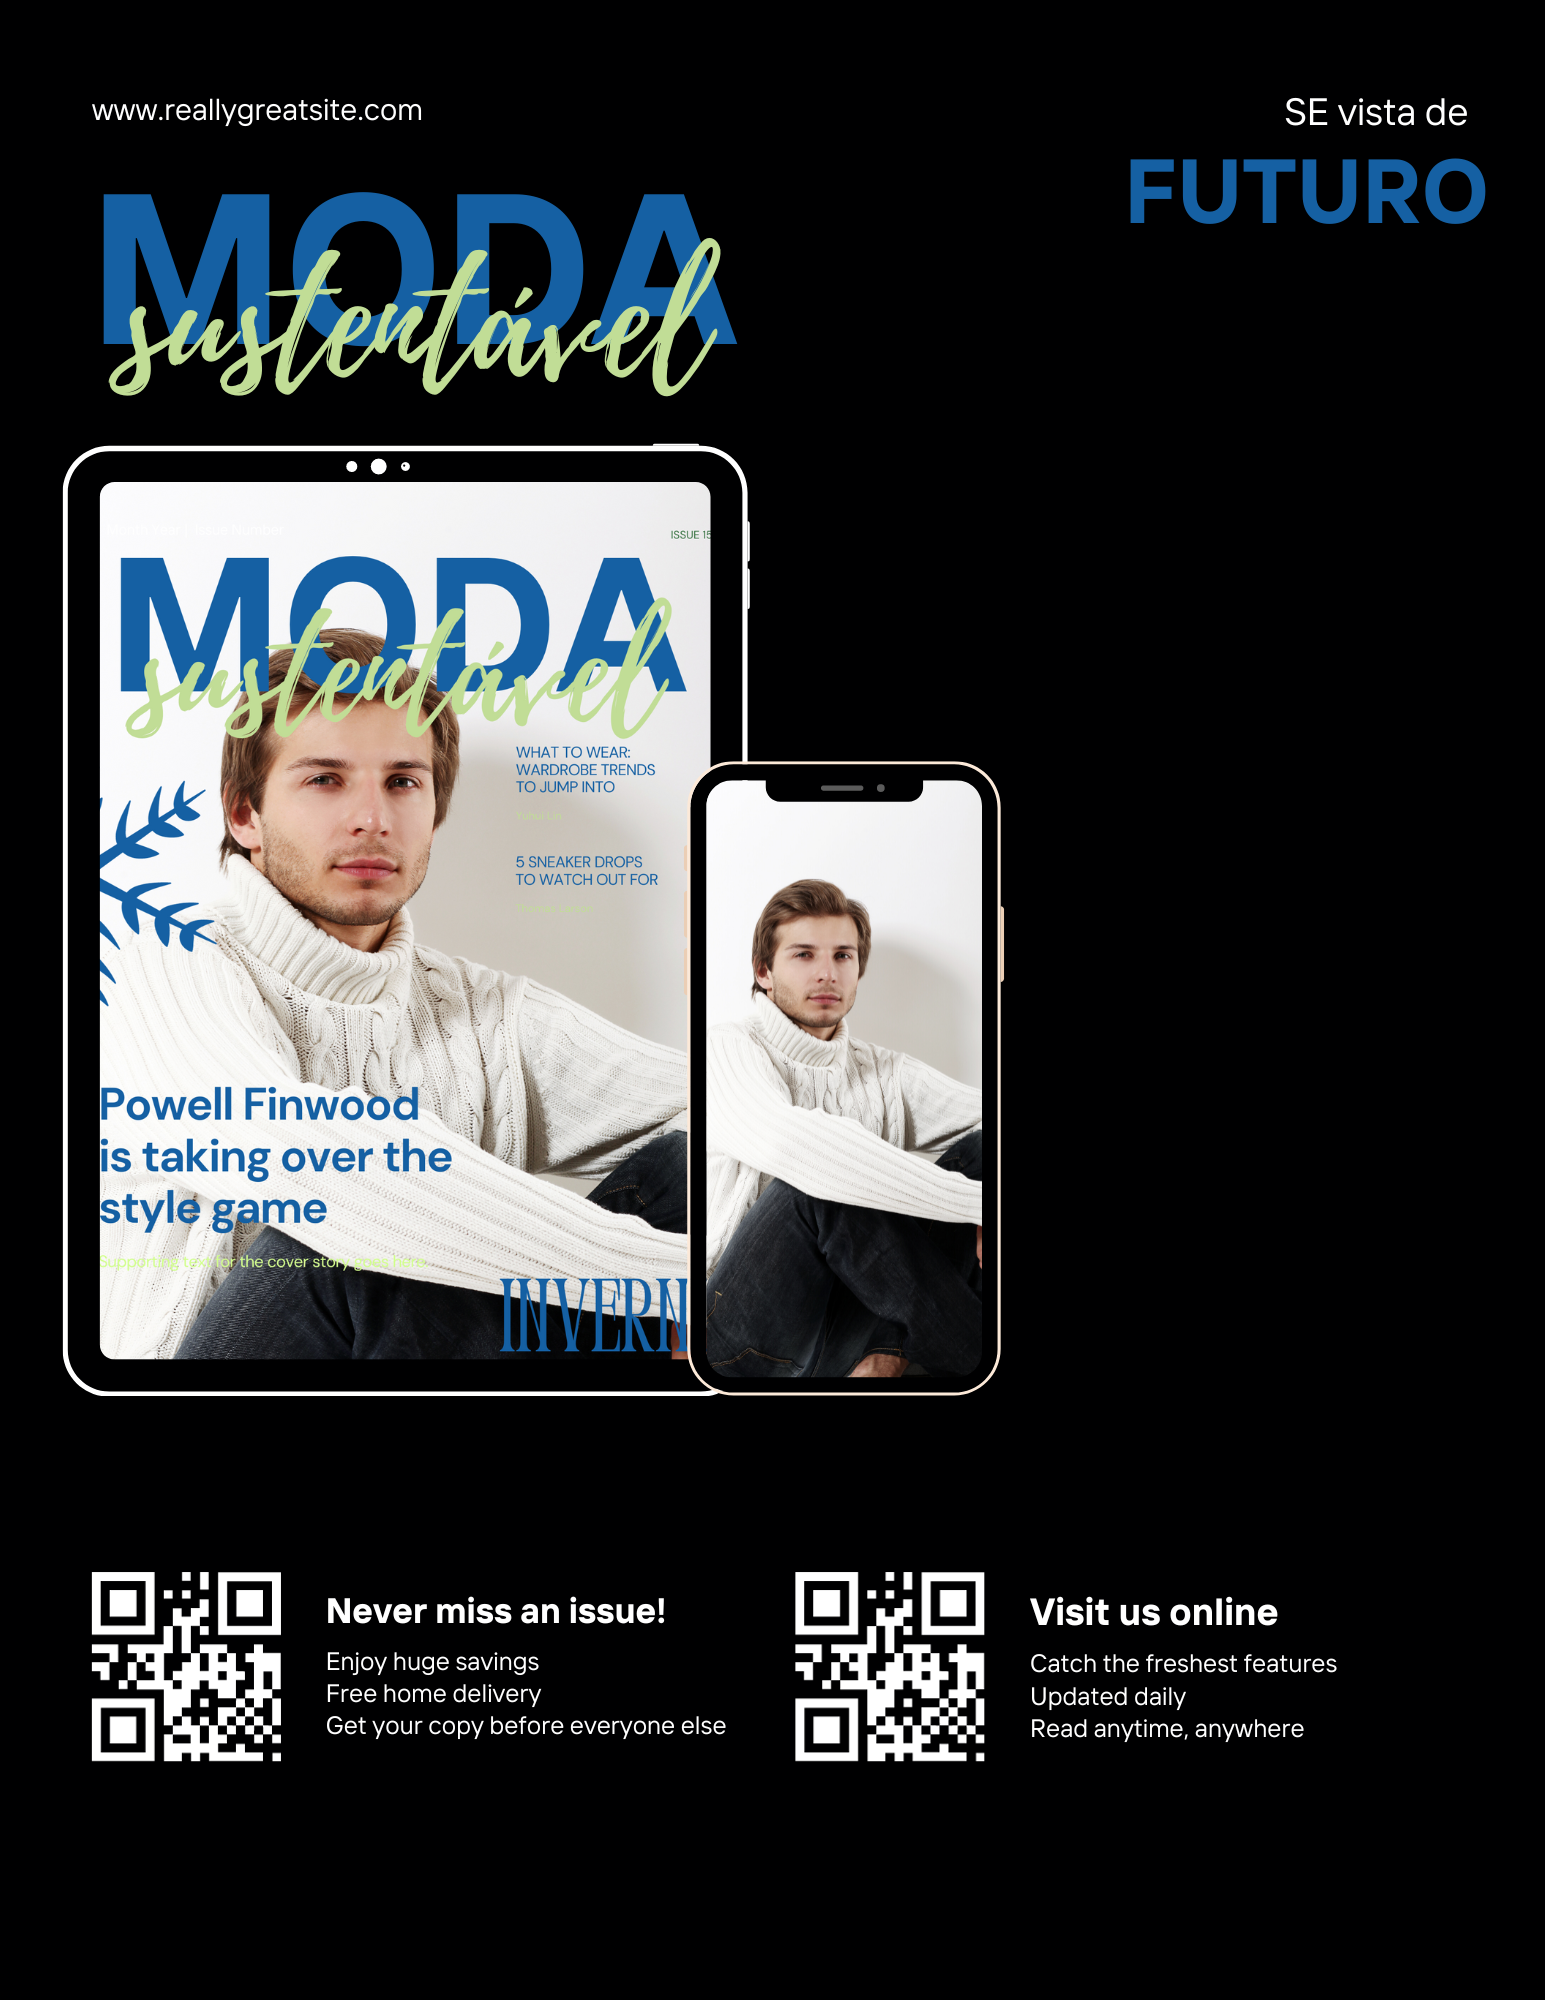 www.reallygreatsite.com
SE vista de
FUTURO
MODA
sustentável
Issue Number
ISSUE 15
MODA
sustentável
WHAT TO WEAR:
WARDROBE TRENDS
TO JUMP INTO
5 SNEAKER DROPS
TO WATCH OUT FOR
Powell Finwood
is taking over the
style game
Supporting text for the cover story goes here
INVERN
Never miss an issue!
Enjoy huge savings
Free home delivery
Get your copy before everyone else
Visit us online
Catch the freshest features
Updated daily
Read anytime, anywhere